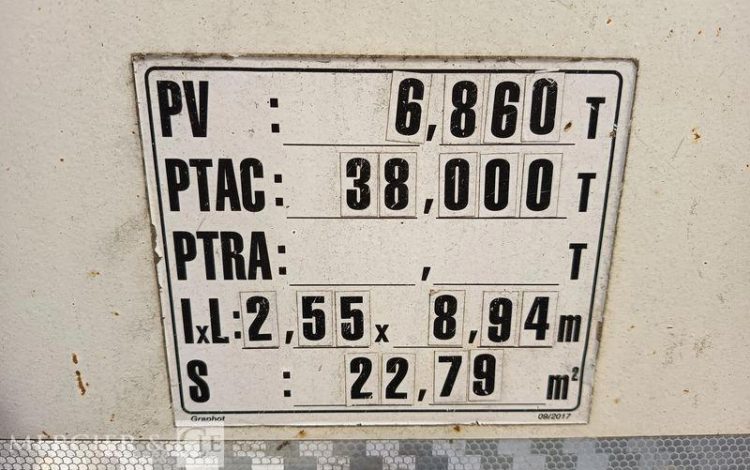 PV : 6,860 T
PTAC: 38,000 T
PTRA: , T
IxL: 2,55 x 8,94 m
S : 22,79 m²
Graphot 09/2017